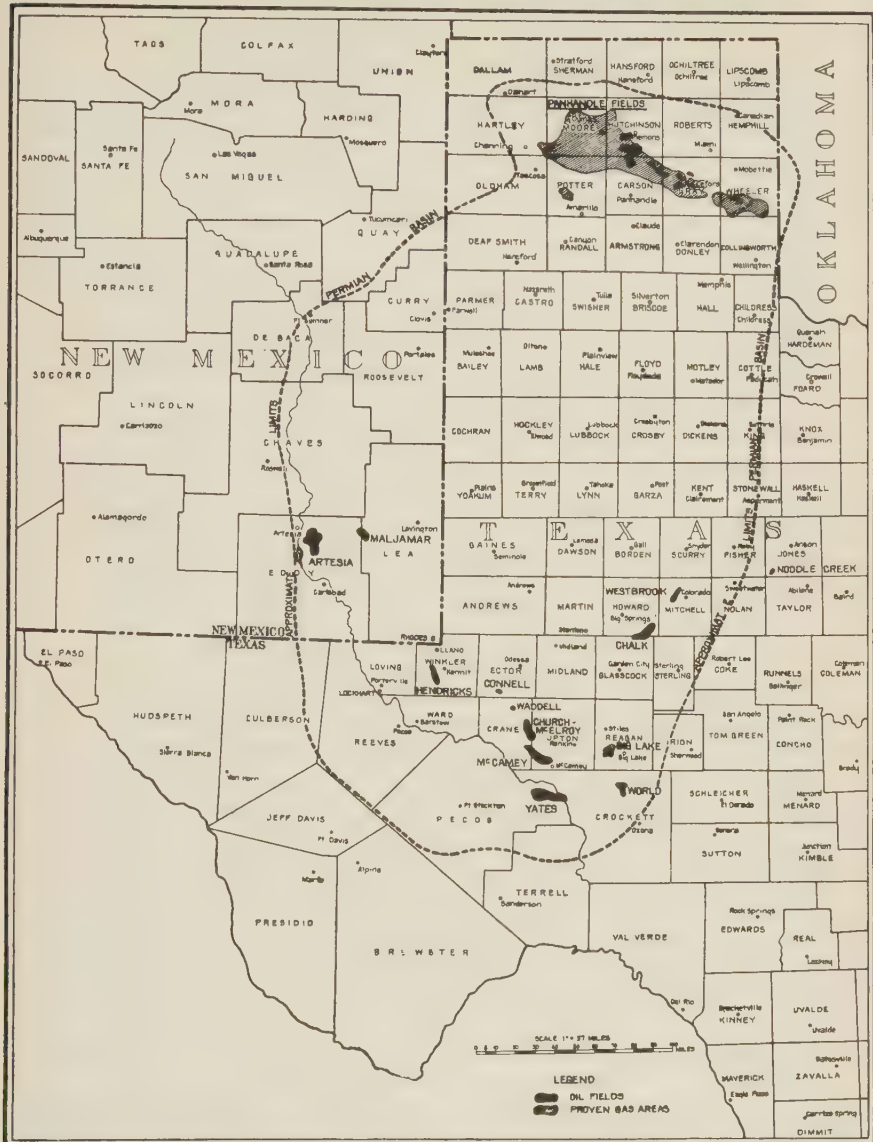 TAOS
COLFAX
Clayton
UNION
DALLAM
Stratford
SHERMAN
HANSFORD
Hansford
OCHILTREE
Ochiltree
LIPSCOMB
Lipscomb
OKLAHOMA
MORA
Mora
HARDING
Mosquero
Dalhart
PANHANDLE FIELDS
HARTLEY
Channing
MOORE
HUTCHINSON
ROBERTS
Miami
Canadian
HEMPHILL
SANDOVAL
Santa Fe
SANTA FE
Las Vegas
SAN MIGUEL
Tascosa
OLDHAM
POTTER
Amarillo
CARSON
Panhandle
GRAY
Mobeetie
WHEELER
Tucumcari
QUAY
PERMIAN BASIN
Albuquerque
Estancia
TORRANCE
GUADALUPE
Santa Rosa
DEAF SMITH
Hereford
Canyon
RANDALL
Claude
ARMSTRONG
Clarendon
DONLEY
COLLINGSWORTH
Wellington
CURRY
Clovis
PARMER
Farwell
CASTRO
Tulia
SWISHER
Silverton
BRISCOE
Memphis
HALL
CHILDRESS
Childress
Ft Sumner
DE BACA
NEW MEXICO
Portales
ROOSEVELT
Muleshoe
BAILEY
Olton
LAMB
Plainview
HALE
FLOYD
Floydada
MOTLEY
Matador
COTTLE
Paducah
Quanah
HARDEMAN
Crowell
FOARD
SOCORRO
LINCOLN
Carrizozo
CHAVES
Roswell
LIMITS
COCHRAN
HOCKLEY
Lubbock
LUBBOCK
Crosbyton
CROSBY
Dickens
DICKENS
KING
KNOX
Benjamin
Plains
YOAKUM
Brownfield
TERRY
Tahoka
LYNN
Post
GARZA
KENT
Clairemont
STONEWALL
Aspermont
HASKELL
Haskell
LIMITS PERMIAN BASIN
Alamogordo
OTERO
Artesia
ARTESIA
EDDY
Carlsbad
MALJAMAR
Lovington
LEA
TEXAS
GAINES
Seminole
Lamesa
DAWSON
Gail
BORDEN
Snyder
SCURRY
Roby
FISHER
Anson
JONES
NOODLE CREEK
Andrews
ANDREWS
MARTIN
Stanton
WESTBROOK
HOWARD
Big Springs
Colorado
MITCHELL
Sweetwater
NOLAN
Abilene
TAYLOR
Baird
APPROXIMATE
NEW MEXICO
TEXAS
RHODES
EL PASO
El Paso
HUDSPETH
Sierra Blanca
CULBERSON
Van Horn
LOVING
Porterville
LOCKHART
LLANO
WINKLER
Kermit
HENDRICKS
Odessa
ECTOR
CONNELL
Midland
MIDLAND
CHALK
Garden City
GLASSCOCK
Sterling
STERLING
Robert Lee
COKE
APPROXIMATE
RUNNELS
Ballinger
Coleman
COLEMAN
REEVES
Pecos
WARD
Barstow
WADDELL
CRANE
CHURCH-
McELROY
UPTON
Rankin
McCAMEY
McCamey
Stiles
REAGAN
BIG LAKE
Big Lake
IRION
Sherwood
San Angelo
TOM GREEN
Paint Rock
CONCHO
Brady
JEFF DAVIS
Ft Davis
Ft Stockton
PECOS
YATES
WORLD
CROCKETT
Ozona
SCHLEICHER
El Dorado
Menard
MENARD
Sonora
SUTTON
Junction
KIMBLE
Marfa
PRESIDIO
Alpine
BREWSTER
TERRELL
Sanderson
VAL VERDE
Del Rio
Rock Springs
EDWARDS
REAL
Leakey
Brackettville
KINNEY
UVALDE
Uvalde
MAVERICK
Eagle Pass
Batesville
ZAVALLA
Carrizo Spring
DIMMIT
SCALE 1" = 37 MILES
MILES
LEGEND
OIL FIELDS
PROVEN GAS AREAS